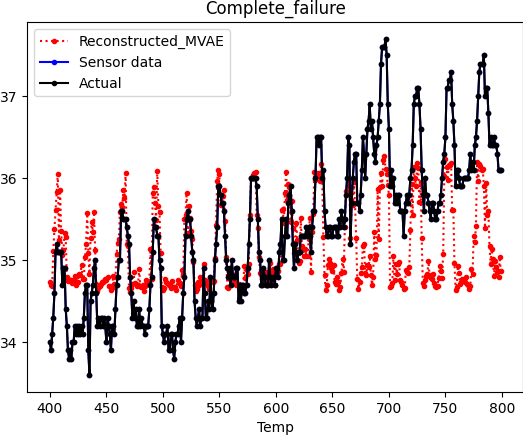 Complete_failure
Reconstructed_MVAE
Sensor data
Actual
37
36
35
34
400 450 500 550 600 650 700 750 800
Temp